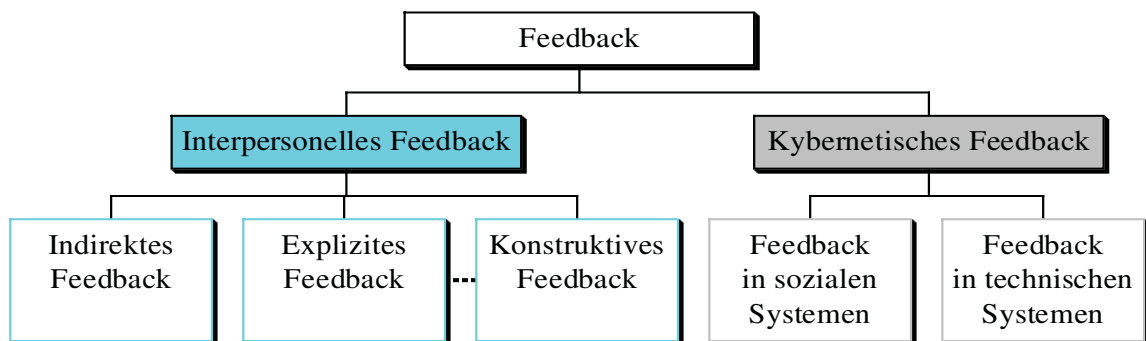 Feedback
Interpersonelles Feedback
Kybernetisches Feedback
Indirektes
Feedback
Explizites
Feedback
Konstruktives
Feedback
Feedback
in sozialen
Systemen
Feedback
in technischen
Systemen